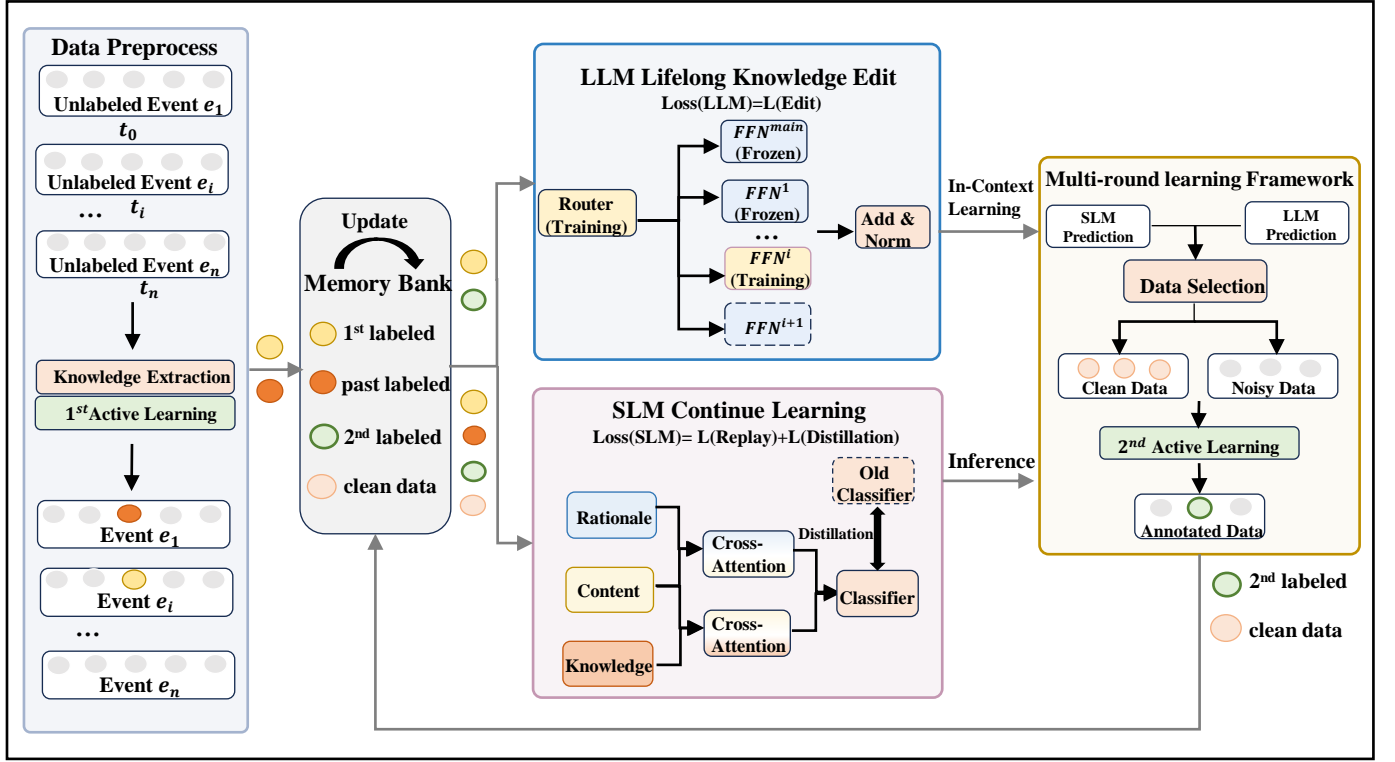 Data Preprocess
Unlabeled Event e₁
t₀
Unlabeled Event eᵢ
... tᵢ
Unlabeled Event eₙ
tₙ
Knowledge Extraction
1ˢᵗ Active Learning
Event e₁
Event eᵢ
...
Event eₙ
Update
Memory Bank
1ˢᵗ labeled
past labeled
2ⁿᵈ labeled
clean data
LLM Lifelong Knowledge Edit
Loss(LLM)=L(Edit)
Router
(Training)
FFNᵐᵃⁱⁿ
(Frozen)
FFN¹
(Frozen)
...
FFNⁱ
(Training)
FFNⁱ⁺¹
Add &
Norm
SLM Continue Learning
Loss(SLM)= L(Replay)+L(Distillation)
Rationale
Content
Knowledge
Cross-
Attention
Cross-
Attention
Old
Classifier
Distillation
Classifier
In-Context
Learning
Inference
Multi-round learning Framework
SLM
Prediction
LLM
Prediction
Data Selection
Clean Data
Noisy Data
2ⁿᵈ Active Learning
Annotated Data
2ⁿᵈ labeled
clean data